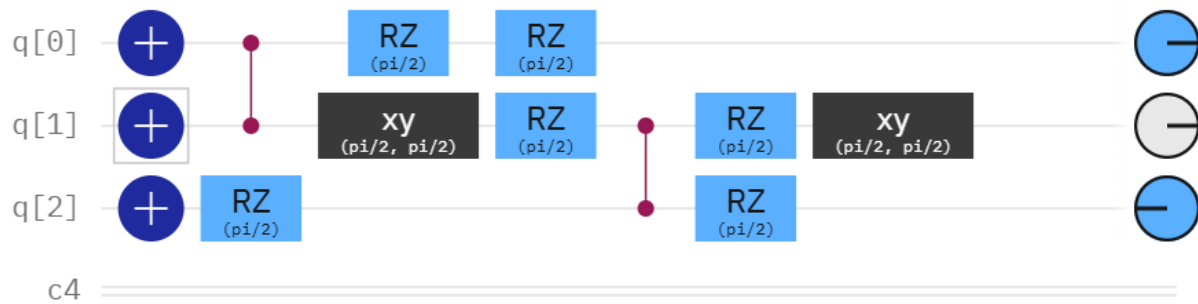 q[0] RZ (pi/2) RZ (pi/2)
q[1] xy (pi/2, pi/2) RZ (pi/2) RZ (pi/2) xy (pi/2, pi/2)
q[2] RZ (pi/2) RZ (pi/2)
c4